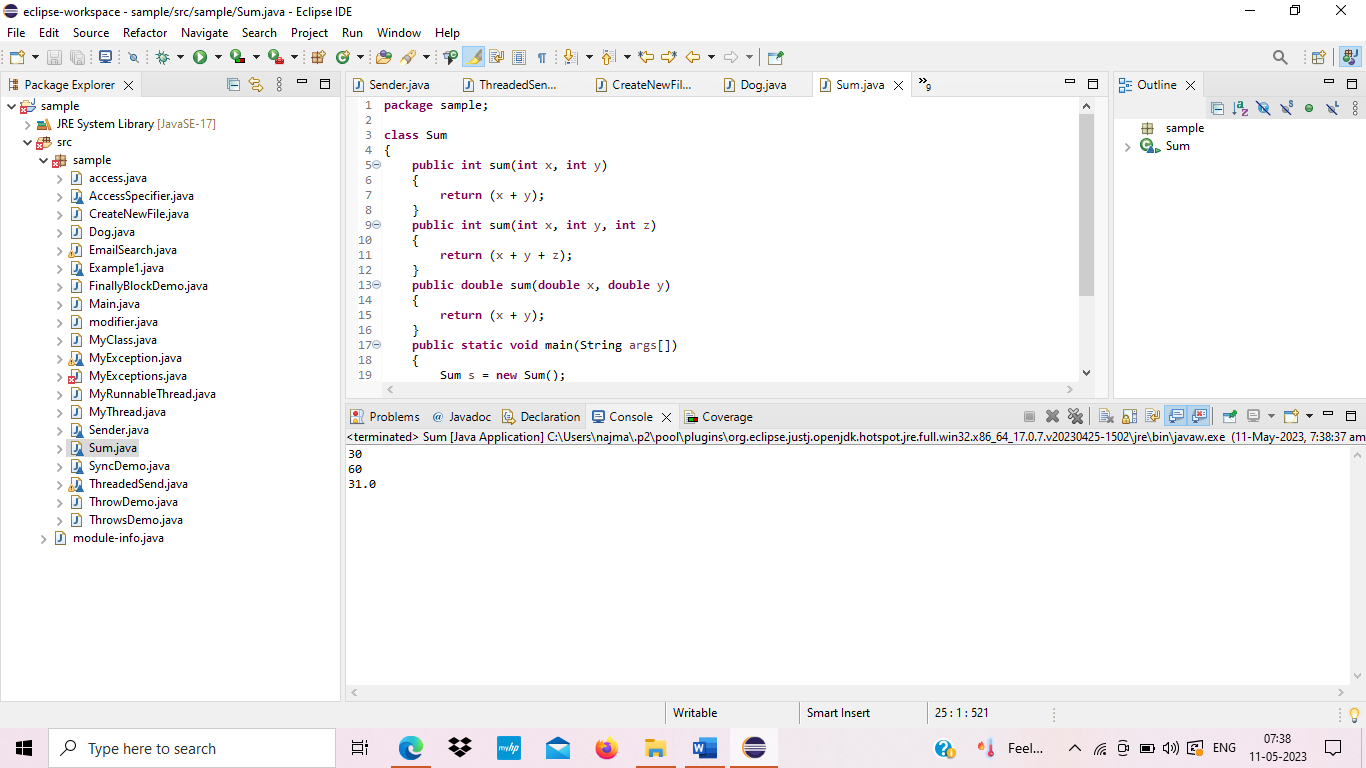 eclipse-workspace - sample/src/sample/Sum.java - Eclipse IDE
File Edit Source Refactor Navigate Search Project Run Window Help
Package Explorer
sample
JRE System Library [JavaSE-17]
src
sample
access.java
AccessSpecifier.java
CreateNewFile.java
Dog.java
EmailSearch.java
Example1.java
FinallyBlockDemo.java
Main.java
modifier.java
MyClass.java
MyException.java
MyExceptions.java
MyRunnableThread.java
MyThread.java
Sender.java
Sum.java
SyncDemo.java
ThreadedSend.java
ThrowDemo.java
ThrowsDemo.java
module-info.java
Sender.java ThreadedSen... CreateNewFil... Dog.java Sum.java 9
1 package sample;
2
3 class Sum
4 {
5 public int sum(int x, int y)
6 {
7 return (x + y);
8 }
9 public int sum(int x, int y, int z)
10 {
11 return (x + y + z);
12 }
13 public double sum(double x, double y)
14 {
15 return (x + y);
16 }
17 public static void main(String args[])
18 {
19 Sum s = new Sum();
Outline
sample
Sum
Problems @ Javadoc Declaration Console Coverage
<terminated> Sum [Java Application] C:\Users\najma\.p2\pool\plugins\org.eclipse.justj.openjdk.hotspot.jre.full.win32.x86_64_17.0.7.v20230425-1502\jre\bin\javaw.exe (11-May-2023, 7:38:37 am
30
60
31.0
Writable Smart Insert 25 : 1 : 521
Type here to search
myhp
Feel... ENG 07:38
11-05-2023